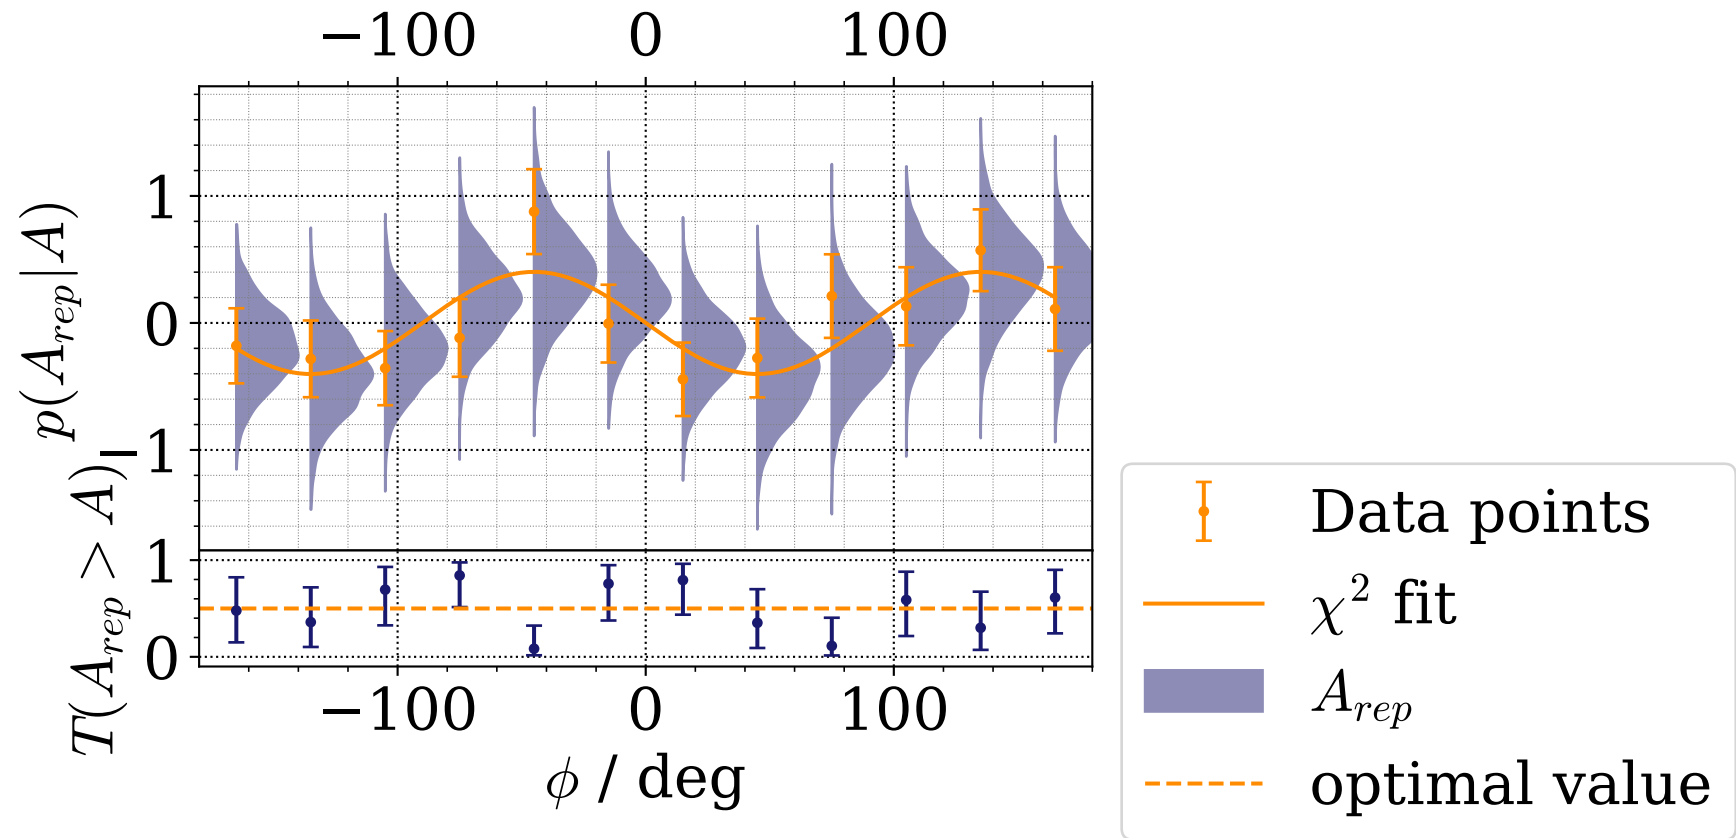 −100 0 100
p(A_rep|A)
1
0
−1
T(A_rep > A)
1
0
−100 0 100
ϕ / deg
Data points
χ² fit
A_rep
optimal value